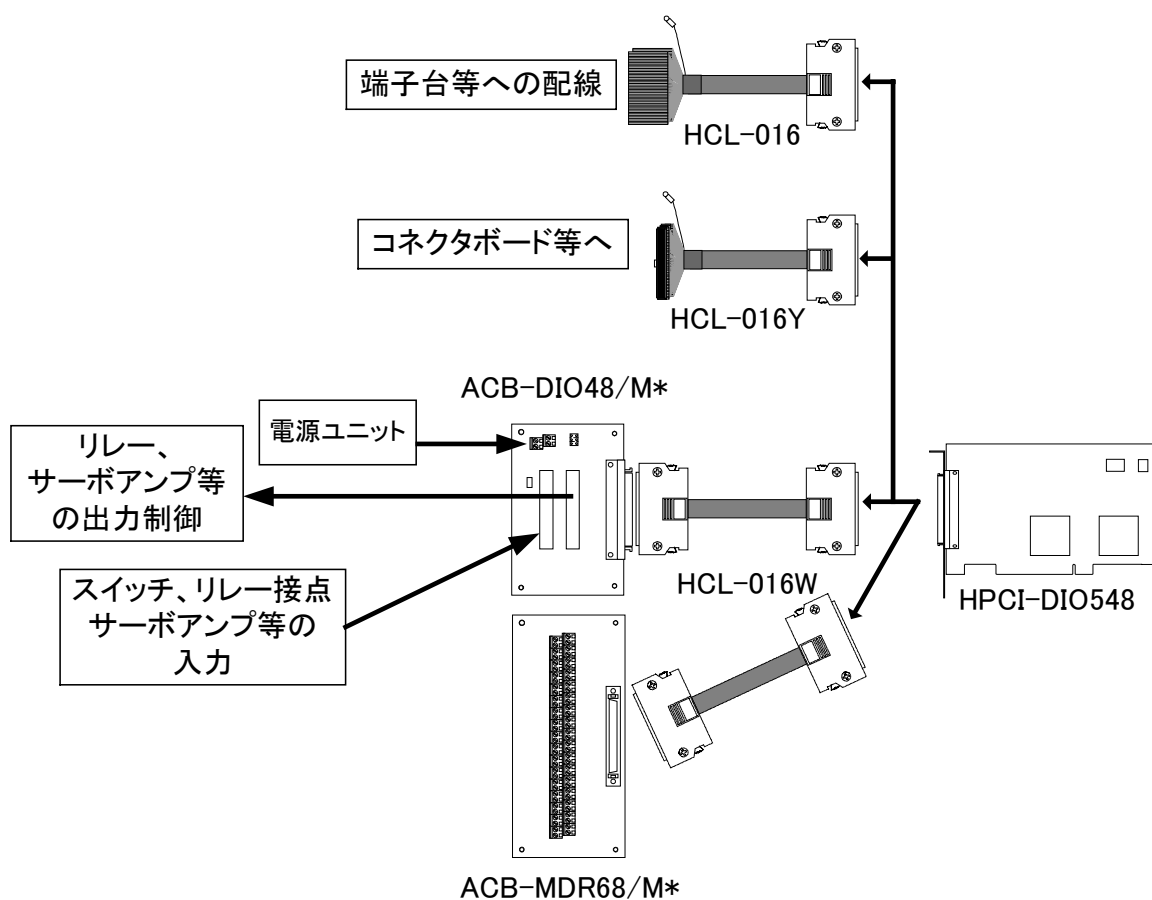 端子台等への配線
HCL-016
コネクタボード等へ
HCL-016Y
ACB-DIO48/M*
電源ユニット
リレー、
サーボアンプ等
の出力制御
スイッチ、リレー接点
サーボアンプ等の
入力
HCL-016W
HPCI-DIO548
ACB-MDR68/M*